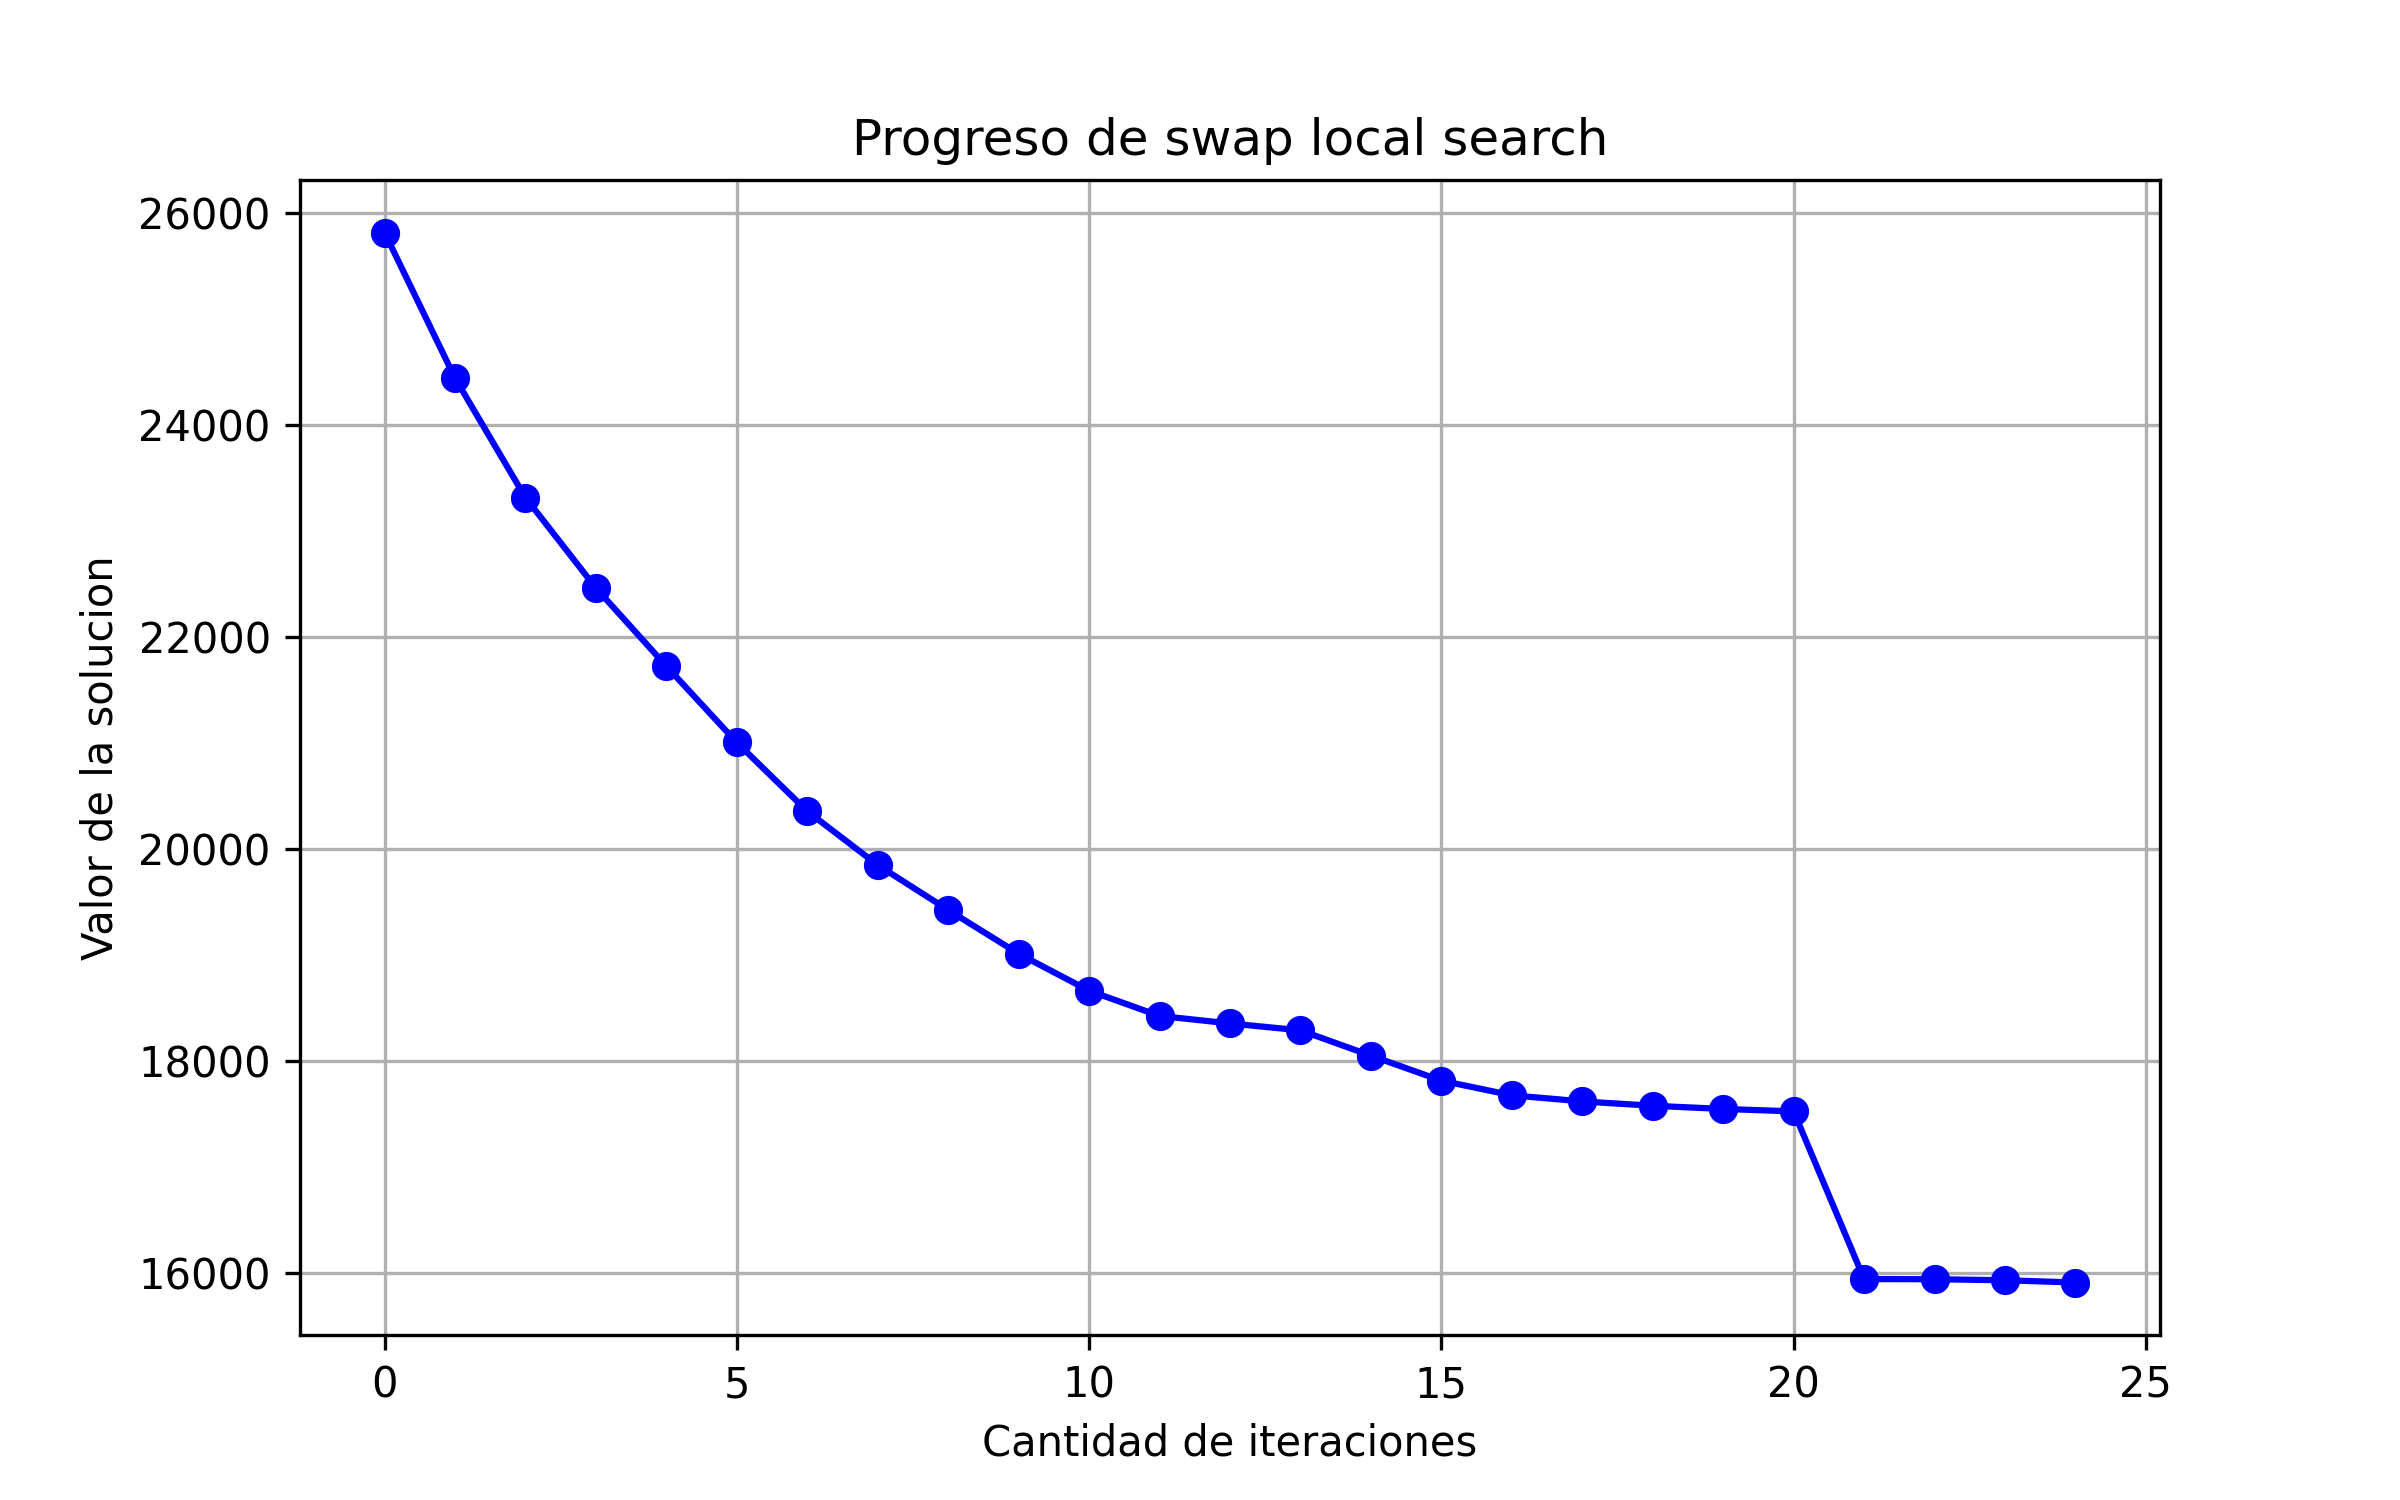 Progreso de swap local search
26000
24000
22000
20000
18000
16000
Valor de la solucion
0 5 10 15 20 25
Cantidad de iteraciones